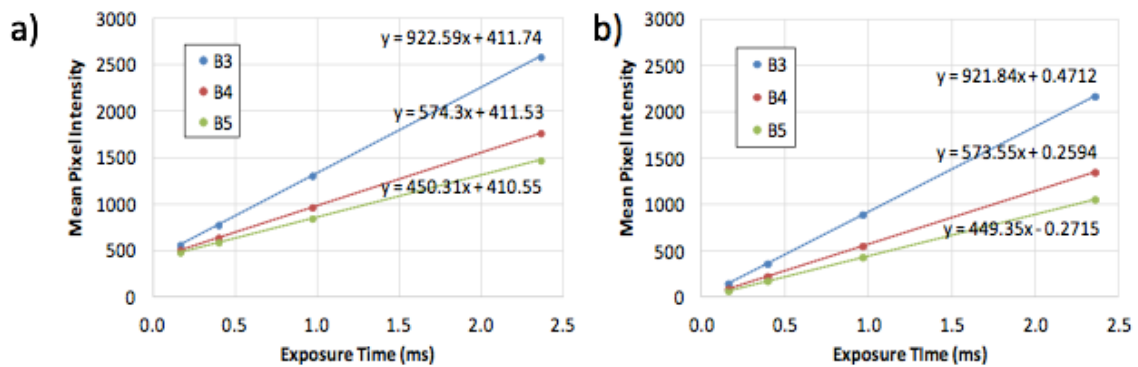 a)
3000
2500
2000
1500
1000
500
0
Mean Pixel Intensity
B3
B4
B5
y = 922.59x + 411.74
y = 574.3x + 411.53
y = 450.31x + 410.55
0.0 0.5 1.0 1.5 2.0 2.5
Exposure Time (ms)
b)
3000
2500
2000
1500
1000
500
0
Mean Pixel Intensity
B3
B4
B5
y = 921.84x + 0.4712
y = 573.55x + 0.2594
y = 449.35x - 0.2715
0.0 0.5 1.0 1.5 2.0 2.5
Exposure TIme (ms)